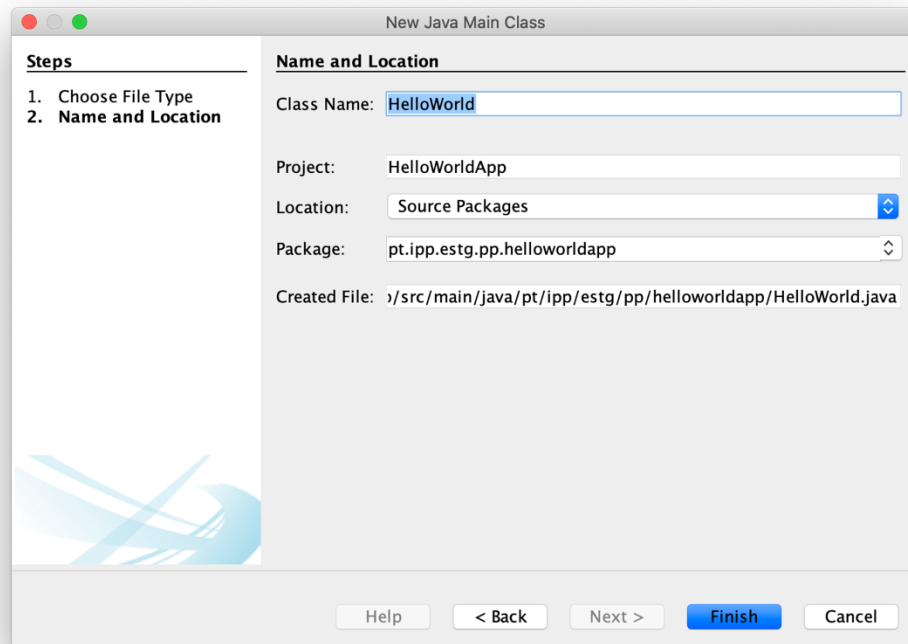 New Java Main Class
Steps
1. Choose File Type
2. Name and Location
Name and Location
Class Name: HelloWorld
Project: HelloWorldApp
Location: Source Packages
Package: pt.ipp.estg.pp.helloworldapp
Created File: /src/main/java/pt/ipp/estg/pp/helloworldapp/HelloWorld.java
Help < Back Next > Finish Cancel